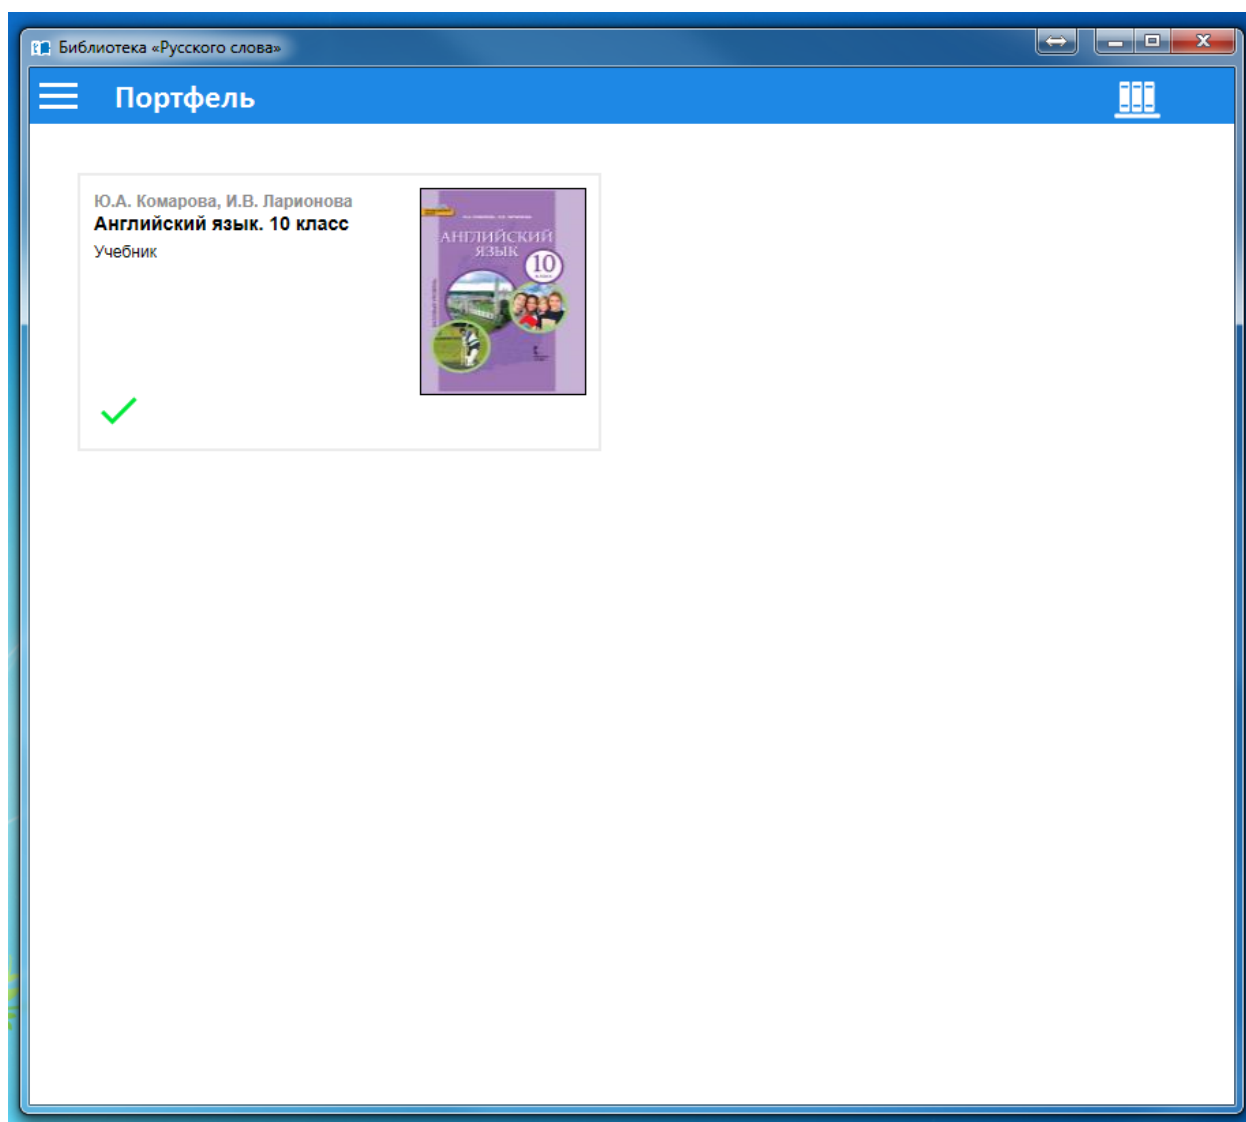 Библиотека «Русского слова»
Портфель
Ю.А. Комарова, И.В. Ларионова
Английский язык. 10 класс
Учебник
АНГЛИЙСКИЙ
ЯЗЫК
10